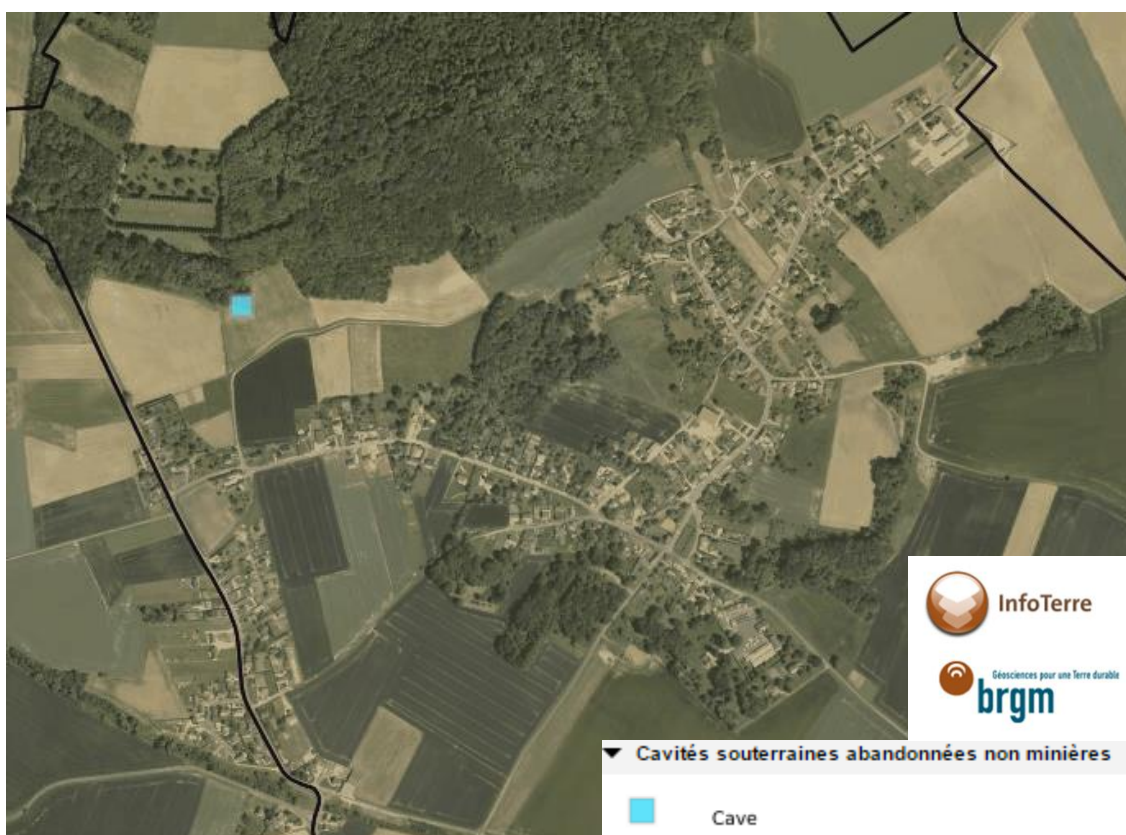 InfoTerre
Géosciences pour une Terre durable
brgm
Cavités souterraines abandonnées non minières
Cave